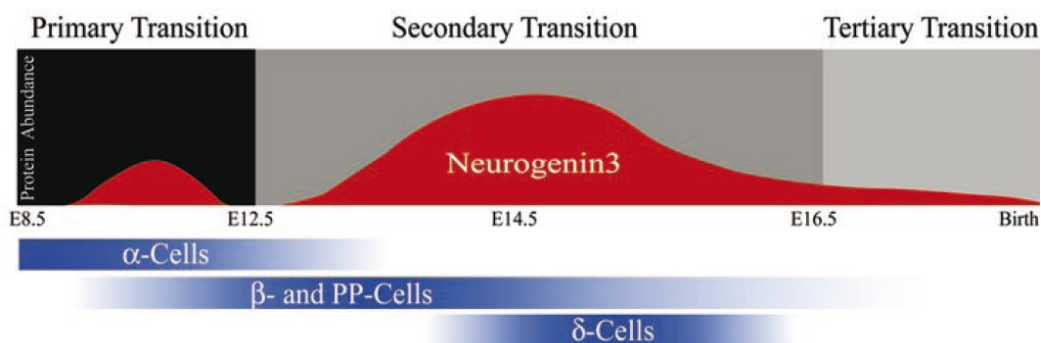 Primary Transition Secondary Transition Tertiary Transition
Protein Abundance
Neurogenin3
E8.5 E12.5 E14.5 E16.5 Birth
α-Cells
β- and PP-Cells
δ-Cells